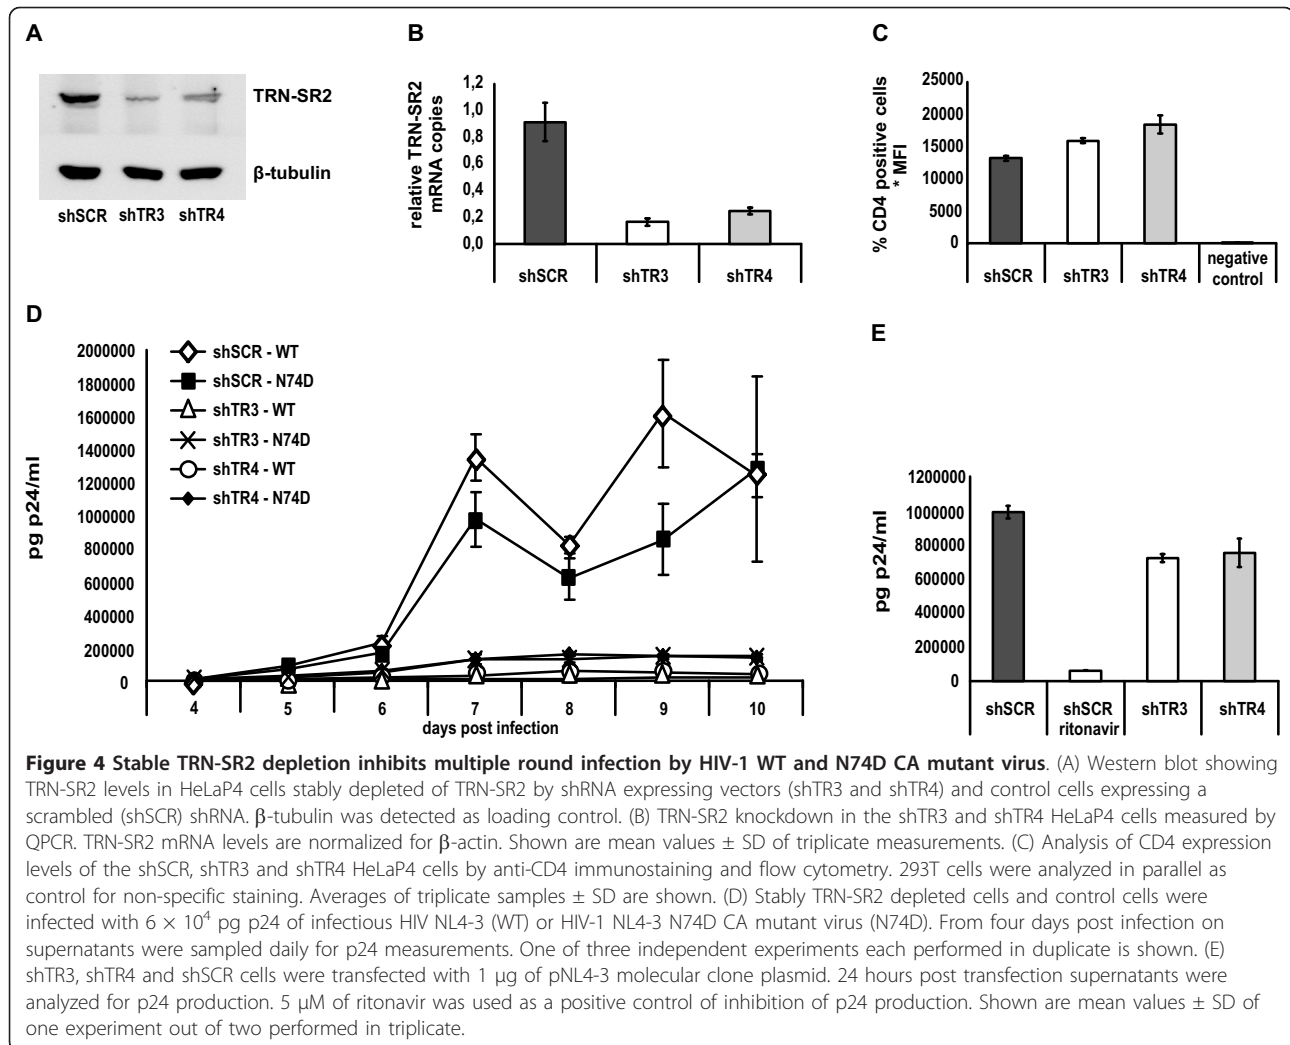 A
TRN-SR2
β-tubulin
shSCR shTR3 shTR4
B
relative TRN-SR2
mRNA copies
1,2
1,0
0,8
0,6
0,4
0,2
0,0
shSCR shTR3 shTR4
C
% CD4 positive cells
* MFI
25000
20000
15000
10000
5000
0
shSCR shTR3 shTR4 negative
control
D
pg p24/ml
2000000
1800000
1600000
1400000
1200000
1000000
800000
600000
400000
200000
0
shSCR - WT
shSCR - N74D
shTR3 - WT
shTR3 - N74D
shTR4 - WT
shTR4 - N74D
4 5 6 7 8 9 10
days post infection
E
pg p24/ml
1200000
1000000
800000
600000
400000
200000
0
shSCR shSCR shTR3 shTR4
ritonavir
Figure 4 Stable TRN-SR2 depletion inhibits multiple round infection by HIV-1 WT and N74D CA mutant virus. (A) Western blot showing
TRN-SR2 levels in HeLaP4 cells stably depleted of TRN-SR2 by shRNA expressing vectors (shTR3 and shTR4) and control cells expressing a
scrambled (shSCR) shRNA. β-tubulin was detected as loading control. (B) TRN-SR2 knockdown in the shTR3 and shTR4 HeLaP4 cells measured by
QPCR. TRN-SR2 mRNA levels are normalized for β-actin. Shown are mean values ± SD of triplicate measurements. (C) Analysis of CD4 expression
levels of the shSCR, shTR3 and shTR4 HeLaP4 cells by anti-CD4 immunostaining and flow cytometry. 293T cells were analyzed in parallel as
control for non-specific staining. Averages of triplicate samples ± SD are shown. (D) Stably TRN-SR2 depleted cells and control cells were
infected with 6 × 10⁴ pg p24 of infectious HIV NL4-3 (WT) or HIV-1 NL4-3 N74D CA mutant virus (N74D). From four days post infection on
supernatants were sampled daily for p24 measurements. One of three independent experiments each performed in duplicate is shown. (E)
shTR3, shTR4 and shSCR cells were transfected with 1 μg of pNL4-3 molecular clone plasmid. 24 hours post transfection supernatants were
analyzed for p24 production. 5 μM of ritonavir was used as a positive control of inhibition of p24 production. Shown are mean values ± SD of
one experiment out of two performed in triplicate.